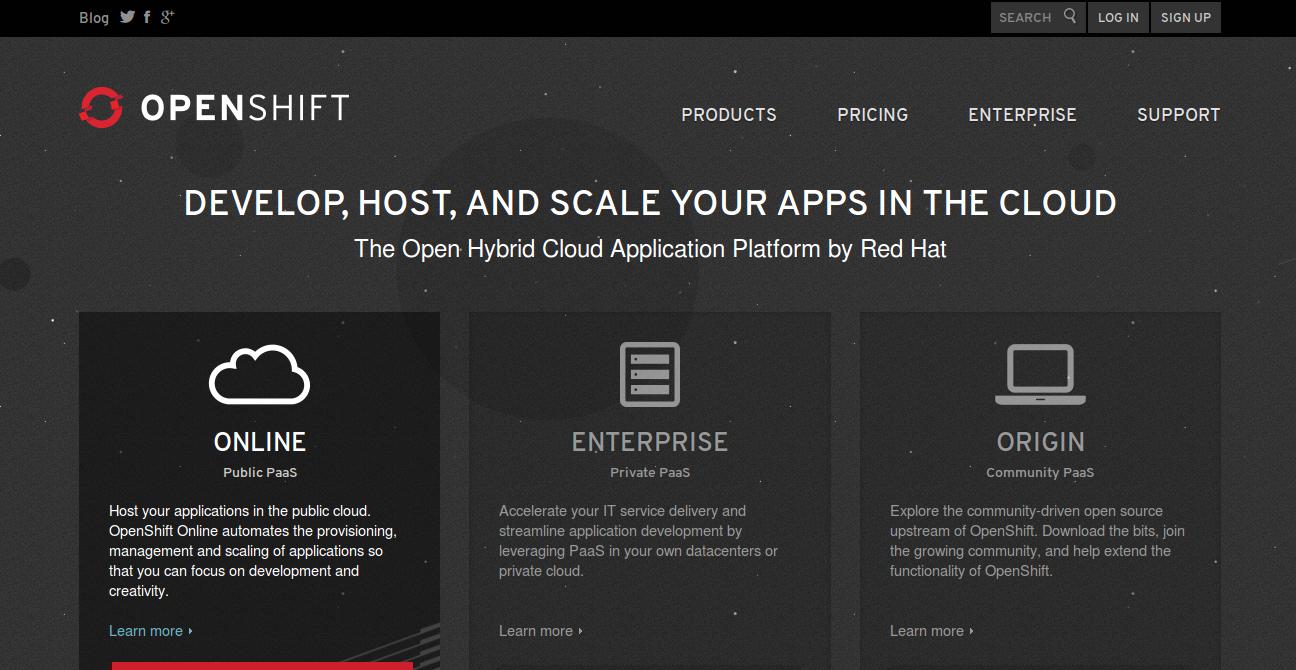 Blog
SEARCH
LOG IN
SIGN UP
OPENSHIFT
PRODUCTS
PRICING
ENTERPRISE
SUPPORT
DEVELOP, HOST, AND SCALE YOUR APPS IN THE CLOUD
The Open Hybrid Cloud Application Platform by Red Hat
ONLINE
Public PaaS
Host your applications in the public cloud.
OpenShift Online automates the provisioning,
management and scaling of applications so
that you can focus on development and
creativity.
Learn more
ENTERPRISE
Private PaaS
Accelerate your IT service delivery and
streamline application development by
leveraging PaaS in your own datacenters or
private cloud.
Learn more
ORIGIN
Community PaaS
Explore the community-driven open source
upstream of OpenShift. Download the bits, join
the growing community, and help extend the
functionality of OpenShift.
Learn more